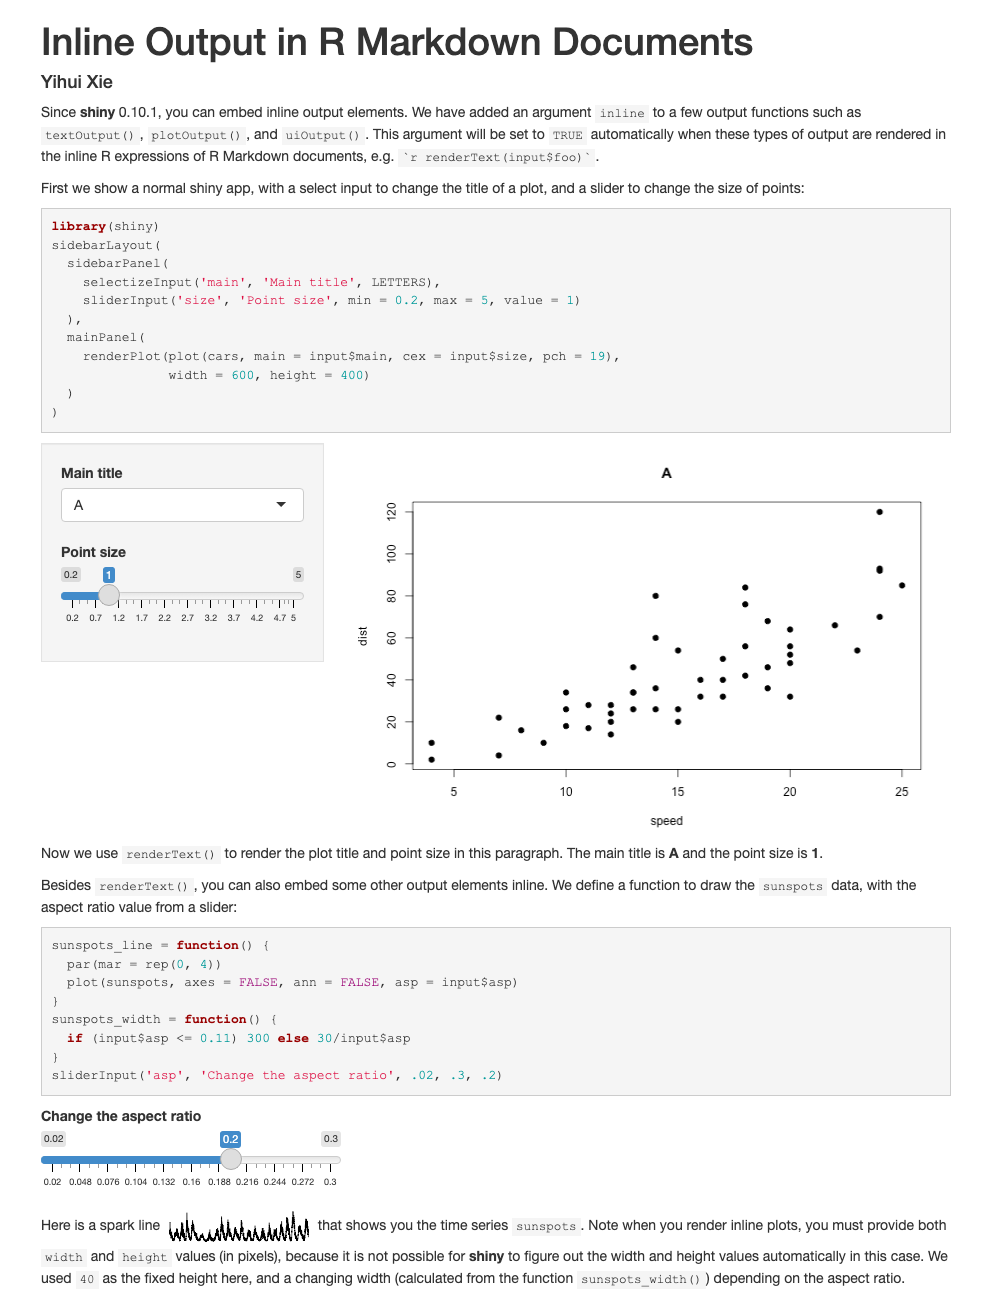 Inline Output in R Markdown Documents
Yihui Xie
Since shiny 0.10.1, you can embed inline output elements. We have added an argument inline to a few output functions such as
textOutput() , plotOutput() , and uiOutput() . This argument will be set to TRUE automatically when these types of output are rendered in
the inline R expressions of R Markdown documents, e.g. `r renderText(input$foo)` .
First we show a normal shiny app, with a select input to change the title of a plot, and a slider to change the size of points:
library(shiny)
sidebarLayout(
  sidebarPanel(
    selectizeInput('main', 'Main title', LETTERS),
    sliderInput('size', 'Point size', min = 0.2, max = 5, value = 1)
  ),
  mainPanel(
    renderPlot(plot(cars, main = input$main, cex = input$size, pch = 19),
               width = 600, height = 400)
  )
)
Main title
A
Point size
0.2 1 5
0.2 0.7 1.2 1.7 2.2 2.7 3.2 3.7 4.2 4.7 5
A
120
100
80
60
40
20
0
dist
5 10 15 20 25
speed
Now we use renderText() to render the plot title and point size in this paragraph. The main title is A and the point size is 1.
Besides renderText() , you can also embed some other output elements inline. We define a function to draw the sunspots data, with the
aspect ratio value from a slider:
sunspots_line = function() {
  par(mar = rep(0, 4))
  plot(sunspots, axes = FALSE, ann = FALSE, asp = input$asp)
}
sunspots_width = function() {
  if (input$asp <= 0.11) 300 else 30/input$asp
}
sliderInput('asp', 'Change the aspect ratio', .02, .3, .2)
Change the aspect ratio
0.02 0.2 0.3
0.02 0.048 0.076 0.104 0.132 0.16 0.188 0.216 0.244 0.272 0.3
Here is a spark line that shows you the time series sunspots . Note when you render inline plots, you must provide both
width and height values (in pixels), because it is not possible for shiny to figure out the width and height values automatically in this case. We
used 40 as the fixed height here, and a changing width (calculated from the function sunspots_width() ) depending on the aspect ratio.